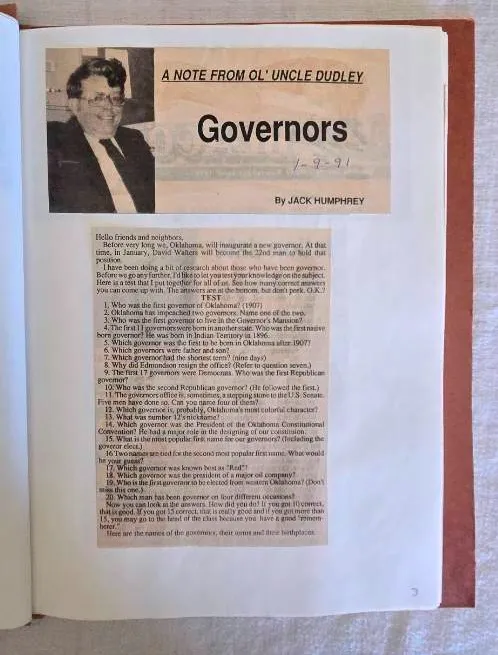 A NOTE FROM OL' UNCLE DUDLEY
Governors
1-9-91
By JACK HUMPHREY
Hello friends and neighbors,
Before very long we, Oklahoma, will inaugurate a new governor. At that
time, in January, David Walters will become the 22nd man to hold that
position.
I have been doing a bit of research about those who have been governor.
Before we go any further, I'd like to let you test your knowledge on the subject.
Here is a test that I put together for all of us. See how many correct answers
you can come up with. The answers are at the bottom, but don't peek. O.K.?
TEST
1. Who was the first governor of Oklahoma? (1907)
2. Oklahoma has impeached two governors. Name one of the two.
3. Who was the first governor to live in the Governor's Mansion?
4. The first 11 governors were born in another state. Who was the first native
born governor? He was born in Indian Territory in 1896.
5. Which governor was the first to be born in Oklahoma after 1907?
6. Which governors were father and son?
7. Which governor had the shortest term? (nine days)
8. Why did Edmondson resign the office? (Refer to question seven.)
9. The first 17 governors were Democrats. Who was the first Republican
governor?
10. Who was the second Republican governor? (He followed the first.)
11. The governors office is, sometimes, a stepping stone to the U.S. Senate.
Five men have done so. Can you name four of them?
12. Which governor is, probably, Oklahoma's most colorful character?
13. What was number 12's nickname?
14. Which governor was the President of the Oklahoma Constitutional
Convention? He had a major role in the designing of our constitution.
15. What is the most popular first name for our governors? (Including the
governor elect.)
16 Two names are tied for the second most popular first name. What would
be your guess?
17. Which governor was known best as "Red"?
18. Which governor was the president of a major oil company?
19. Who is the first governor to be elected from western Oklahoma? (Don't
miss this one.)
20. Which man has been governor on four different occasions?
Now you can look at the answers. How did you do? If you got 10 correct,
that is good. If you got 15 correct, that is really good and if you got more than
15, you may go to the head of the class because you have a good "remem-
berer."
Here are the names of the governors, their terms and their birthplaces.
3